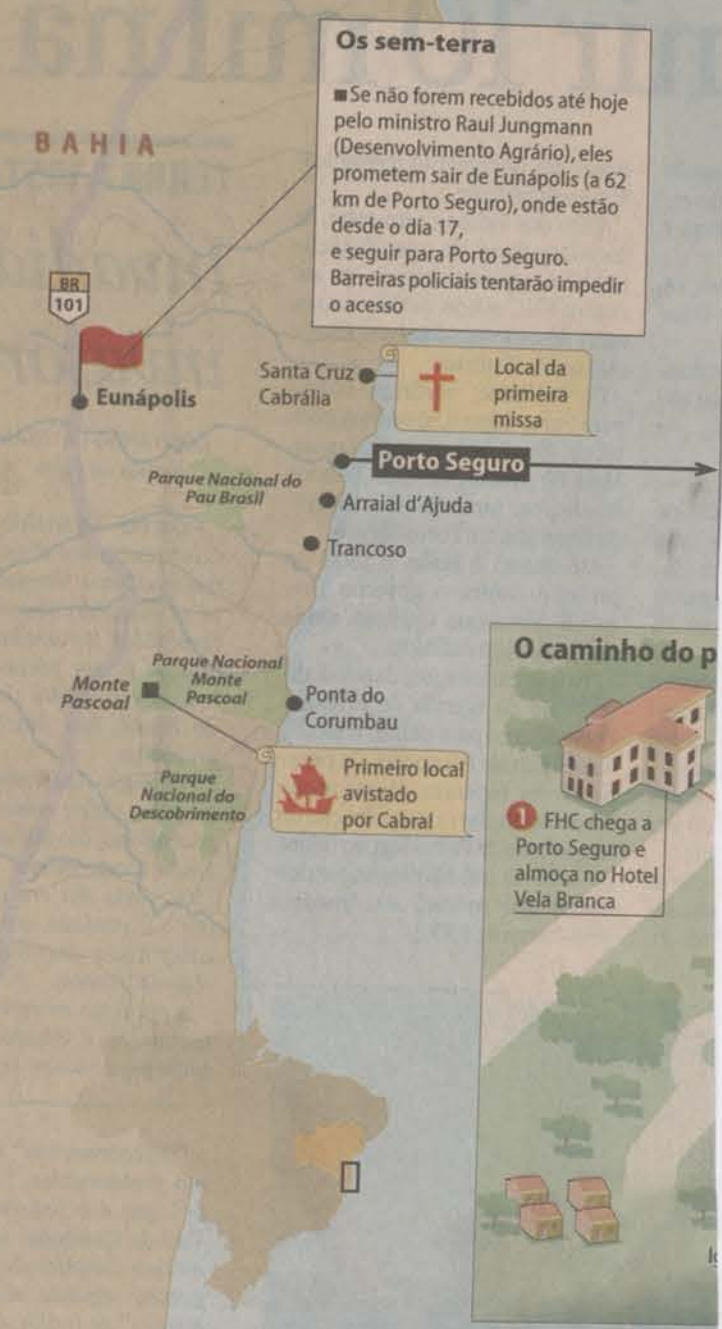 Os sem-terra
■ Se não forem recebidos até hoje
pelo ministro Raul Jungmann
(Desenvolvimento Agrário), eles
prometem sair de Eunápolis (a 62
km de Porto Seguro), onde estão
desde o dia 17,
e seguir para Porto Seguro.
Barreiras policiais tentarão impedir
o acesso
BAHIA
BR
101
Eunápolis
Santa Cruz
Cabrália
Local da
primeira
missa
Porto Seguro
Parque Nacional do
Pau Brasil
Arraial d'Ajuda
Trancoso
Parque Nacional
Monte
Pascoal
Monte
Pascoal
Ponta do
Corumbau
Parque
Nacional do
Descobrimento
Primeiro local
avistado
por Cabral
O caminho do p
1 FHC chega a
Porto Seguro e
almoça no Hotel
Vela Branca